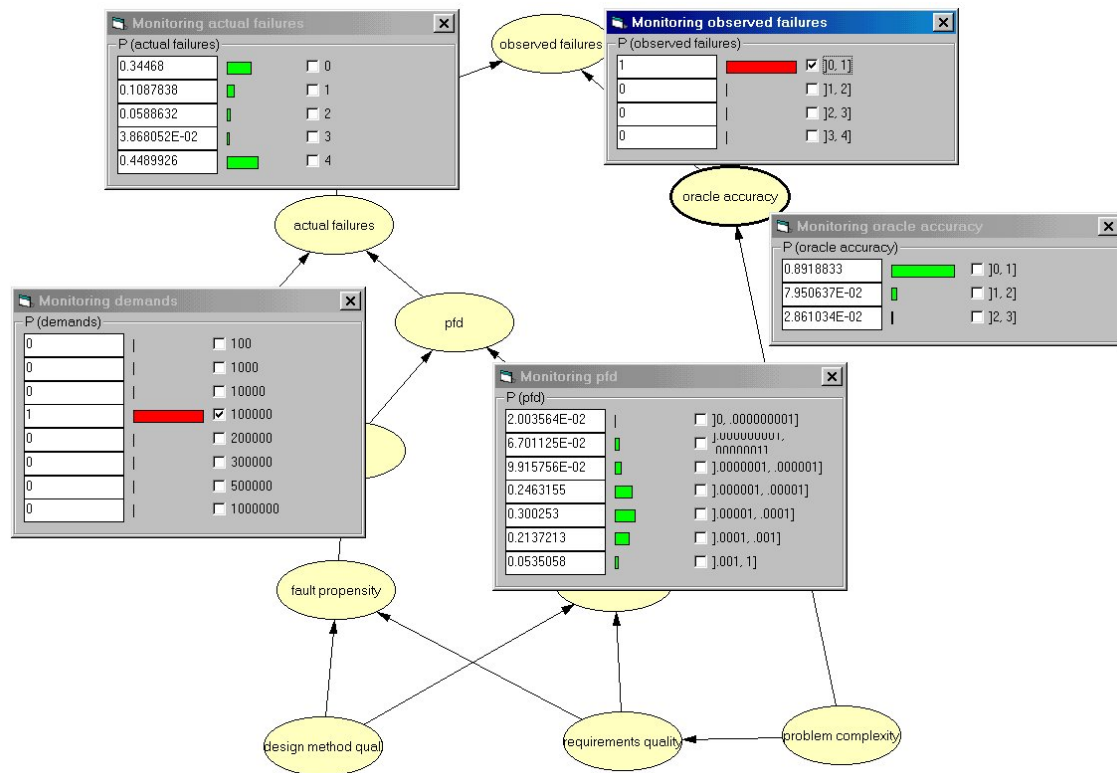 Monitoring actual failures
P (actual failures)
0.34468
0
0.1087838
1
0.0588632
2
3.868052E-02
3
0.4489926
4
observed failures
Monitoring observed failures
P (observed failures)
1
]0, 1]
0
]1, 2]
0
]2, 3]
0
]3, 4]
oracle accuracy
actual failures
Monitoring oracle accuracy
P (oracle accuracy)
0.8918833
]0, 1]
7.950637E-02
]1, 2]
2.861034E-02
]2, 3]
Monitoring demands
P (demands)
0
100
0
1000
0
10000
1
100000
0
200000
0
300000
0
500000
0
1000000
pfd
Monitoring pfd
P (pfd)
2.003564E-02
]0, .000000001]
6.701125E-02
].000000001,
.0000001]
9.915756E-02
].0000001, .000001]
0.2463155
].000001, .00001]
0.300253
].00001, .0001]
0.2137213
].0001, .001]
0.0535058
].001, 1]
fault propensity
design method qual
requirements quality
problem complexity